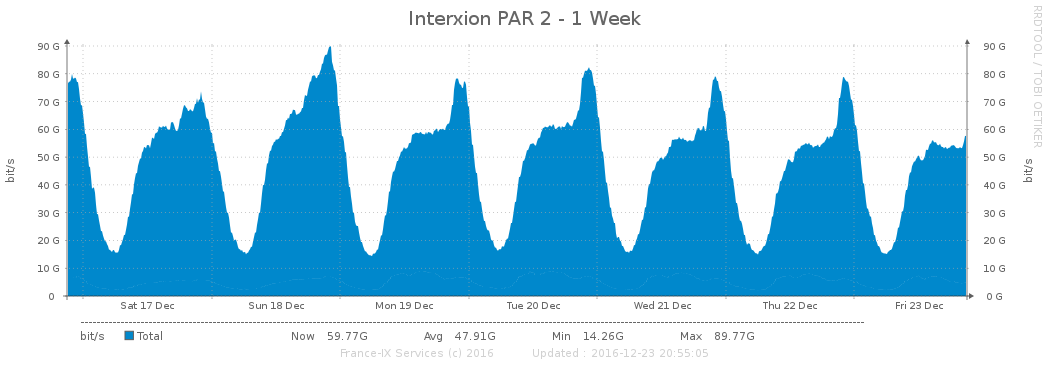 Interxion PAR 2 - 1 Week
RRDTOOL / TOBI OETIKER
bit/s
90 G
80 G
70 G
60 G
50 G
40 G
30 G
20 G
10 G
0
90 G
80 G
70 G
60 G
50 G
40 G
30 G
20 G
10 G
0 G
bit/s
Sat 17 Dec Sun 18 Dec Mon 19 Dec Tue 20 Dec Wed 21 Dec Thu 22 Dec Fri 23 Dec
bit/s Total Now 59.77G Avg 47.91G Min 14.26G Max 89.77G
France-IX Services (c) 2016 Updated : 2016-12-23 20:55:05